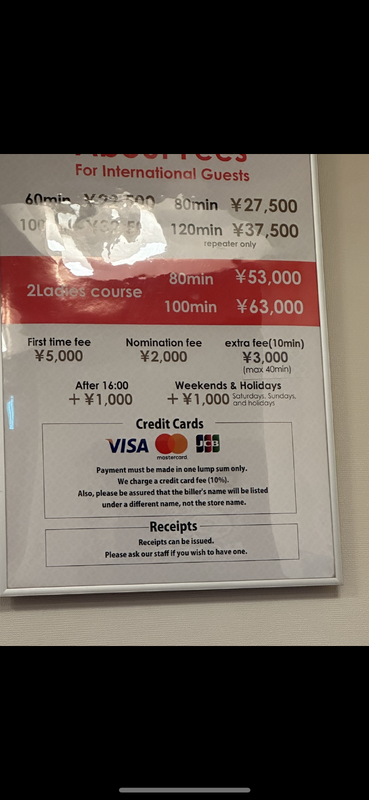 About Fees
For International Guests
60min 80min ¥27,500
120min ¥37,500
repeater only
2Ladies course
80min ¥53,000
100min ¥63,000
First time fee Nomination fee extra fee(10min)
¥5,000 ¥2,000 ¥3,000
(max 40min)
After 16:00 Weekends & Holidays
+¥1,000 +¥1,000 Saturdays, Sundays, and holidays
Credit Cards
VISA mastercard JCB
Payment must be made in one lump sum only.
We charge a credit card fee (10%).
Also, please be assured that the biller's name will be listed
under a different name, not the store name.
Receipts
Receipts can be issued.
Please ask our staff if you wish to have one.